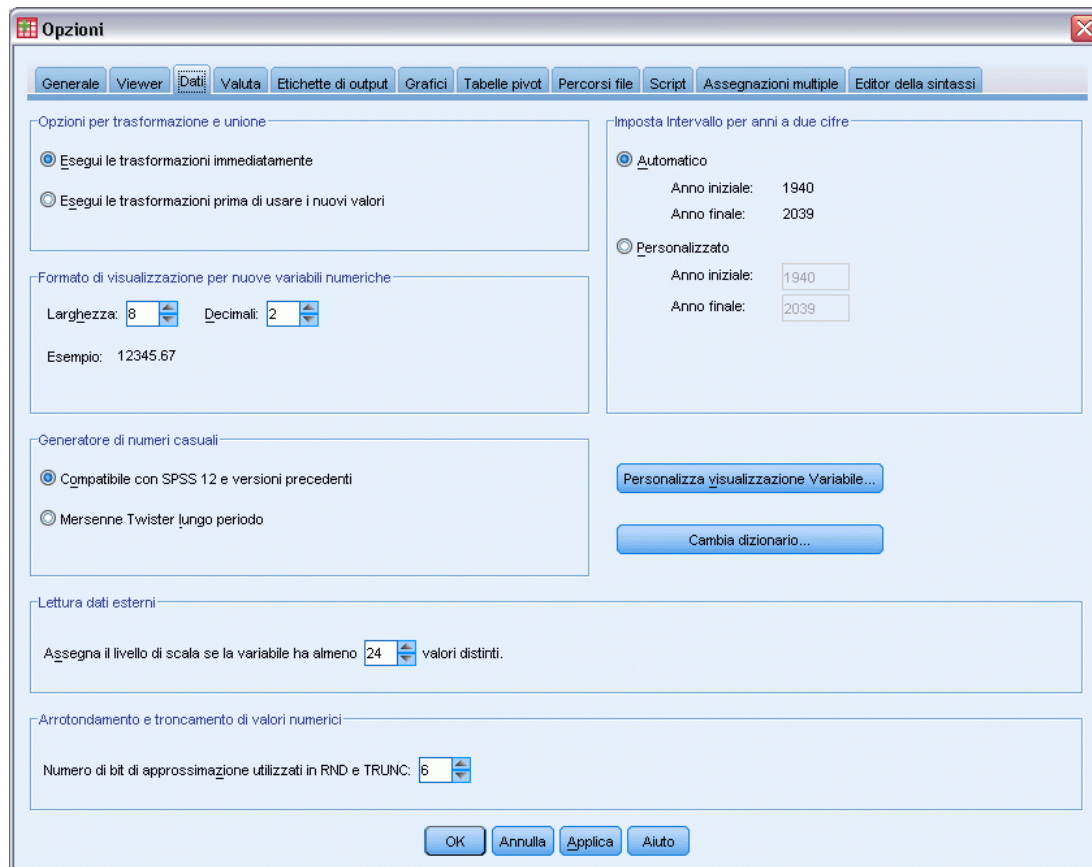 Opzioni
Generale Viewer Dati Valuta Etichette di output Grafici Tabelle pivot Percorsi file Script Assegnazioni multiple Editor della sintassi
Opzioni per trasformazione e unione
Esegui le trasformazioni immediatamente
Esegui le trasformazioni prima di usare i nuovi valori
Imposta Intervallo per anni a due cifre
Automatico
Anno iniziale: 1940
Anno finale: 2039
Personalizzato
Anno iniziale: 1940
Anno finale: 2039
Formato di visualizzazione per nuove variabili numeriche
Larghezza: 8 Decimali: 2
Esempio: 12345.67
Generatore di numeri casuali
Compatibile con SPSS 12 e versioni precedenti
Mersenne Twister lungo periodo
Personalizza visualizzazione Variabile...
Cambia dizionario...
Lettura dati esterni
Assegna il livello di scala se la variabile ha almeno 24 valori distinti.
Arrotondamento e troncamento di valori numerici
Numero di bit di approssimazione utilizzati in RND e TRUNC: 6
OK Annulla Applica Aiuto